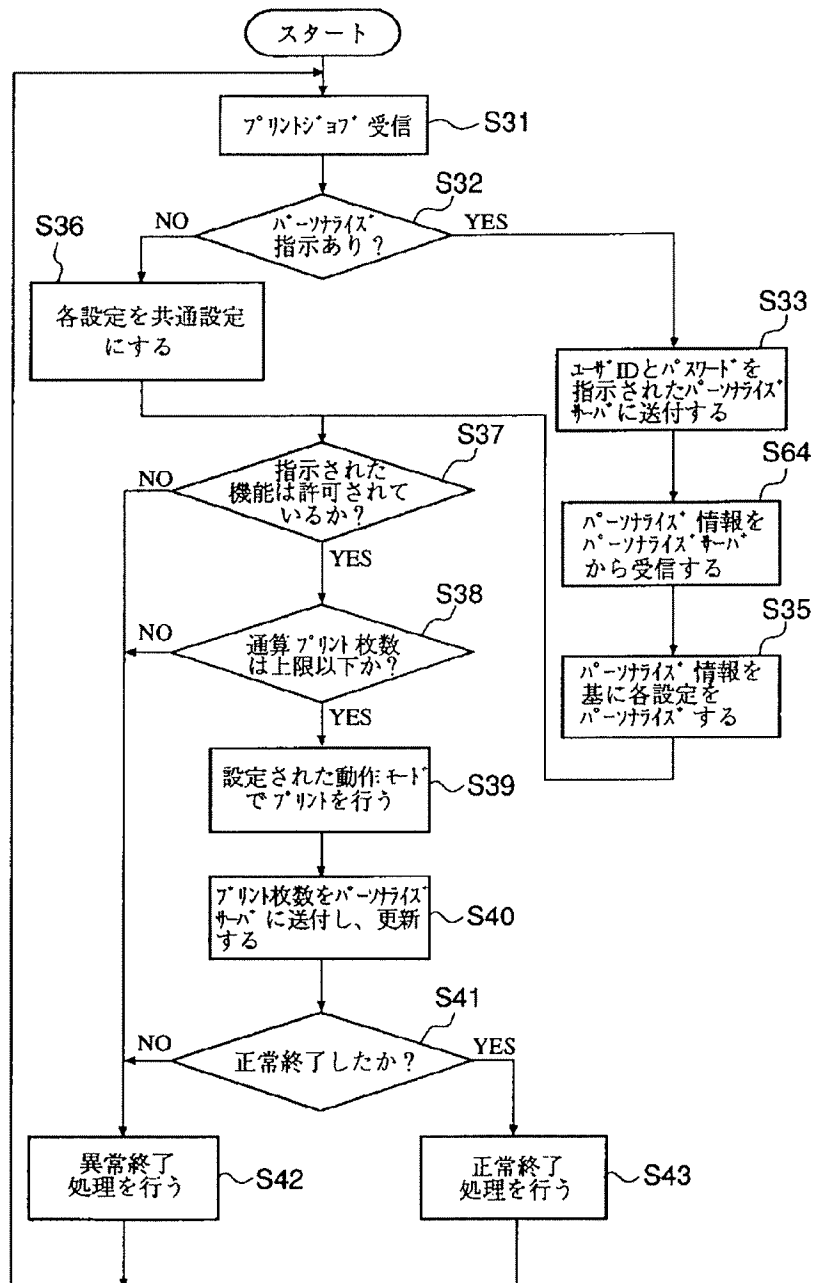 スタート
プリントジョブ受信
S31
S32
パーソナライズ
指示あり？
NO
YES
S36
各設定を共通設定
にする
S33
ユーザIDとパスワードを
指示されたパーソナライズ
サーバに送付する
S64
パーソナライズ情報を
パーソナライズサーバ
から受信する
S35
パーソナライズ情報を
基に各設定を
パーソナライズする
S37
指示された
機能は許可されて
いるか？
NO
YES
S38
通算プリント枚数
は上限以下か？
NO
YES
設定された動作モード
でプリントを行う
S39
プリント枚数をパーソナライズ
サーバに送付し、更新
する
S40
S41
正常終了したか？
NO
YES
異常終了
処理を行う
S42
正常終了
処理を行う
S43